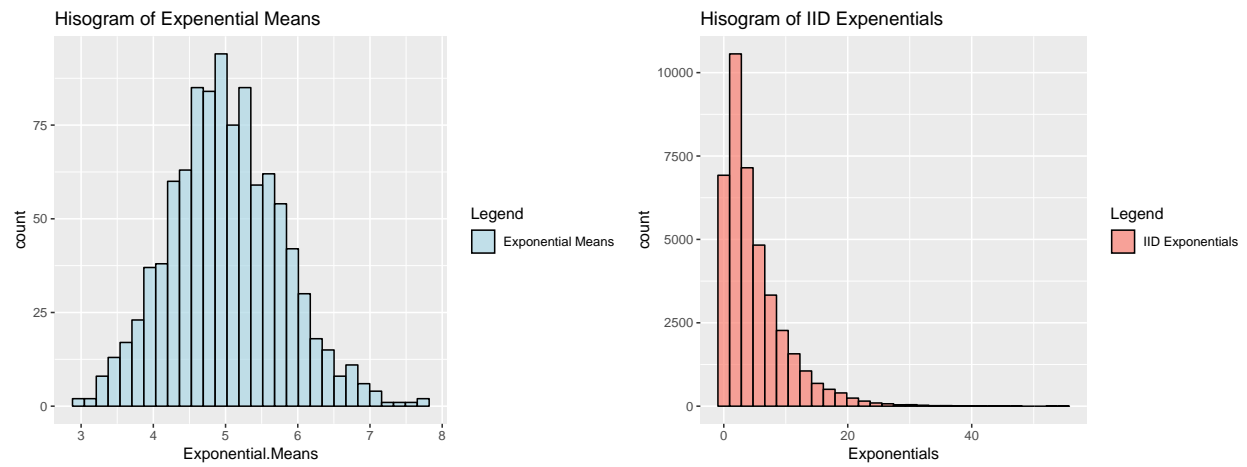 Hisogram of Expenential Means
count
75
50
25
0
3 4 5 6 7 8
Exponential.Means
Legend
Exponential Means
Hisogram of IID Expenentials
count
10000
7500
5000
2500
0
0 20 40
Exponentials
Legend
IID Exponentials